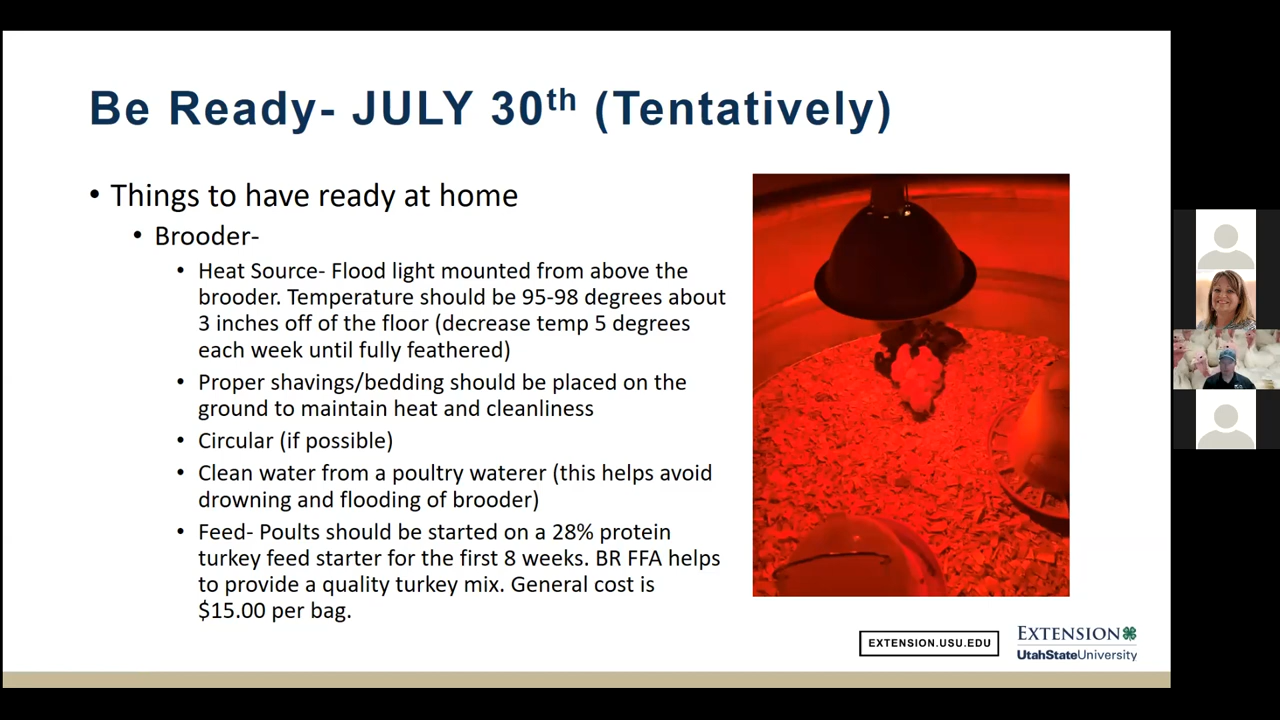 Be Ready- JULY 30th (Tentatively)
• Things to have ready at home
• Brooder-
• Heat Source- Flood light mounted from above the
brooder. Temperature should be 95-98 degrees about
3 inches off of the floor (decrease temp 5 degrees
each week until fully feathered)
• Proper shavings/bedding should be placed on the
ground to maintain heat and cleanliness
• Circular (if possible)
• Clean water from a poultry waterer (this helps avoid
drowning and flooding of brooder)
• Feed- Poults should be started on a 28% protein
turkey feed starter for the first 8 weeks. BR FFA helps
to provide a quality turkey mix. General cost is
$15.00 per bag.
EXTENSION.USU.EDU
EXTENSION
UtahStateUniversity